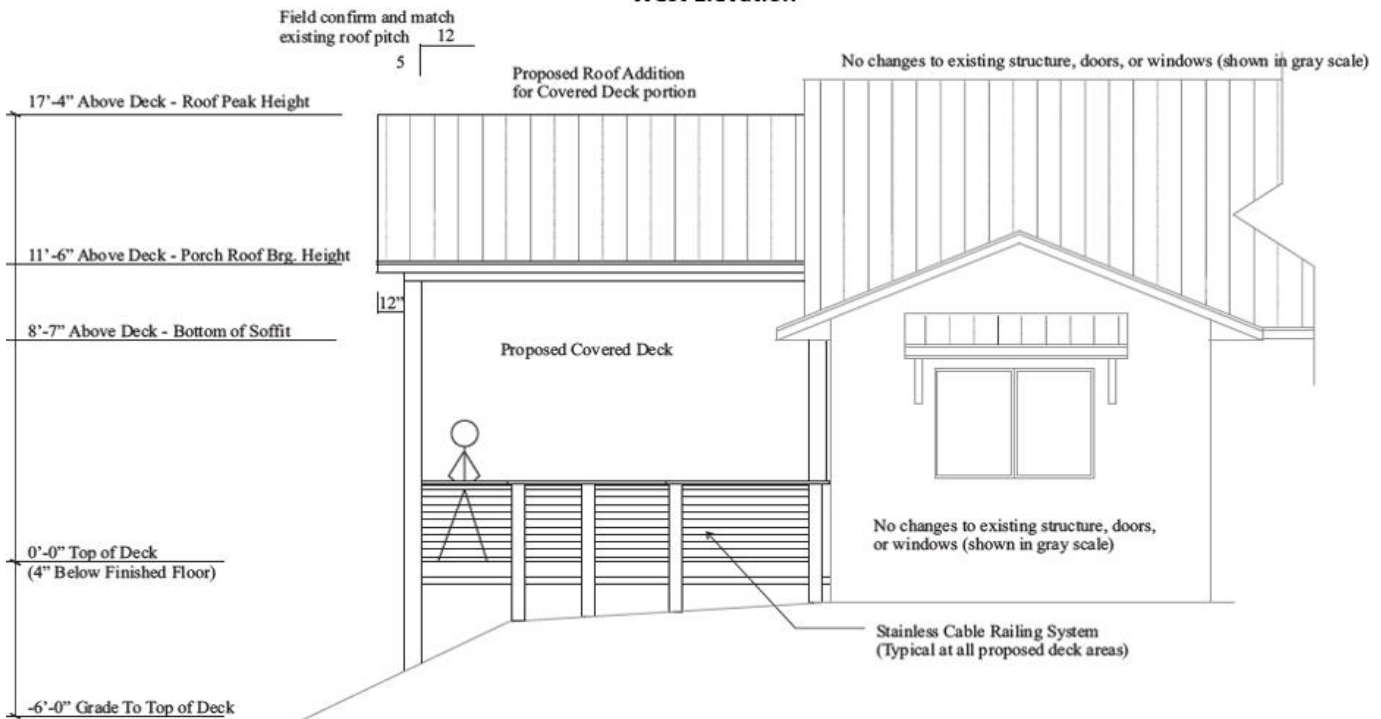 West Elevation
Field confirm and match
existing roof pitch
12
5
Proposed Roof Addition
for Covered Deck portion
No changes to existing structure, doors, or windows (shown in gray scale)
17'-4" Above Deck - Roof Peak Height
11'-6" Above Deck - Porch Roof Brg. Height
12"
8'-7" Above Deck - Bottom of Soffit
Proposed Covered Deck
No changes to existing structure, doors,
or windows (shown in gray scale)
0'-0" Top of Deck
(4" Below Finished Floor)
Stainless Cable Railing System
(Typical at all proposed deck areas)
-6'-0" Grade To Top of Deck